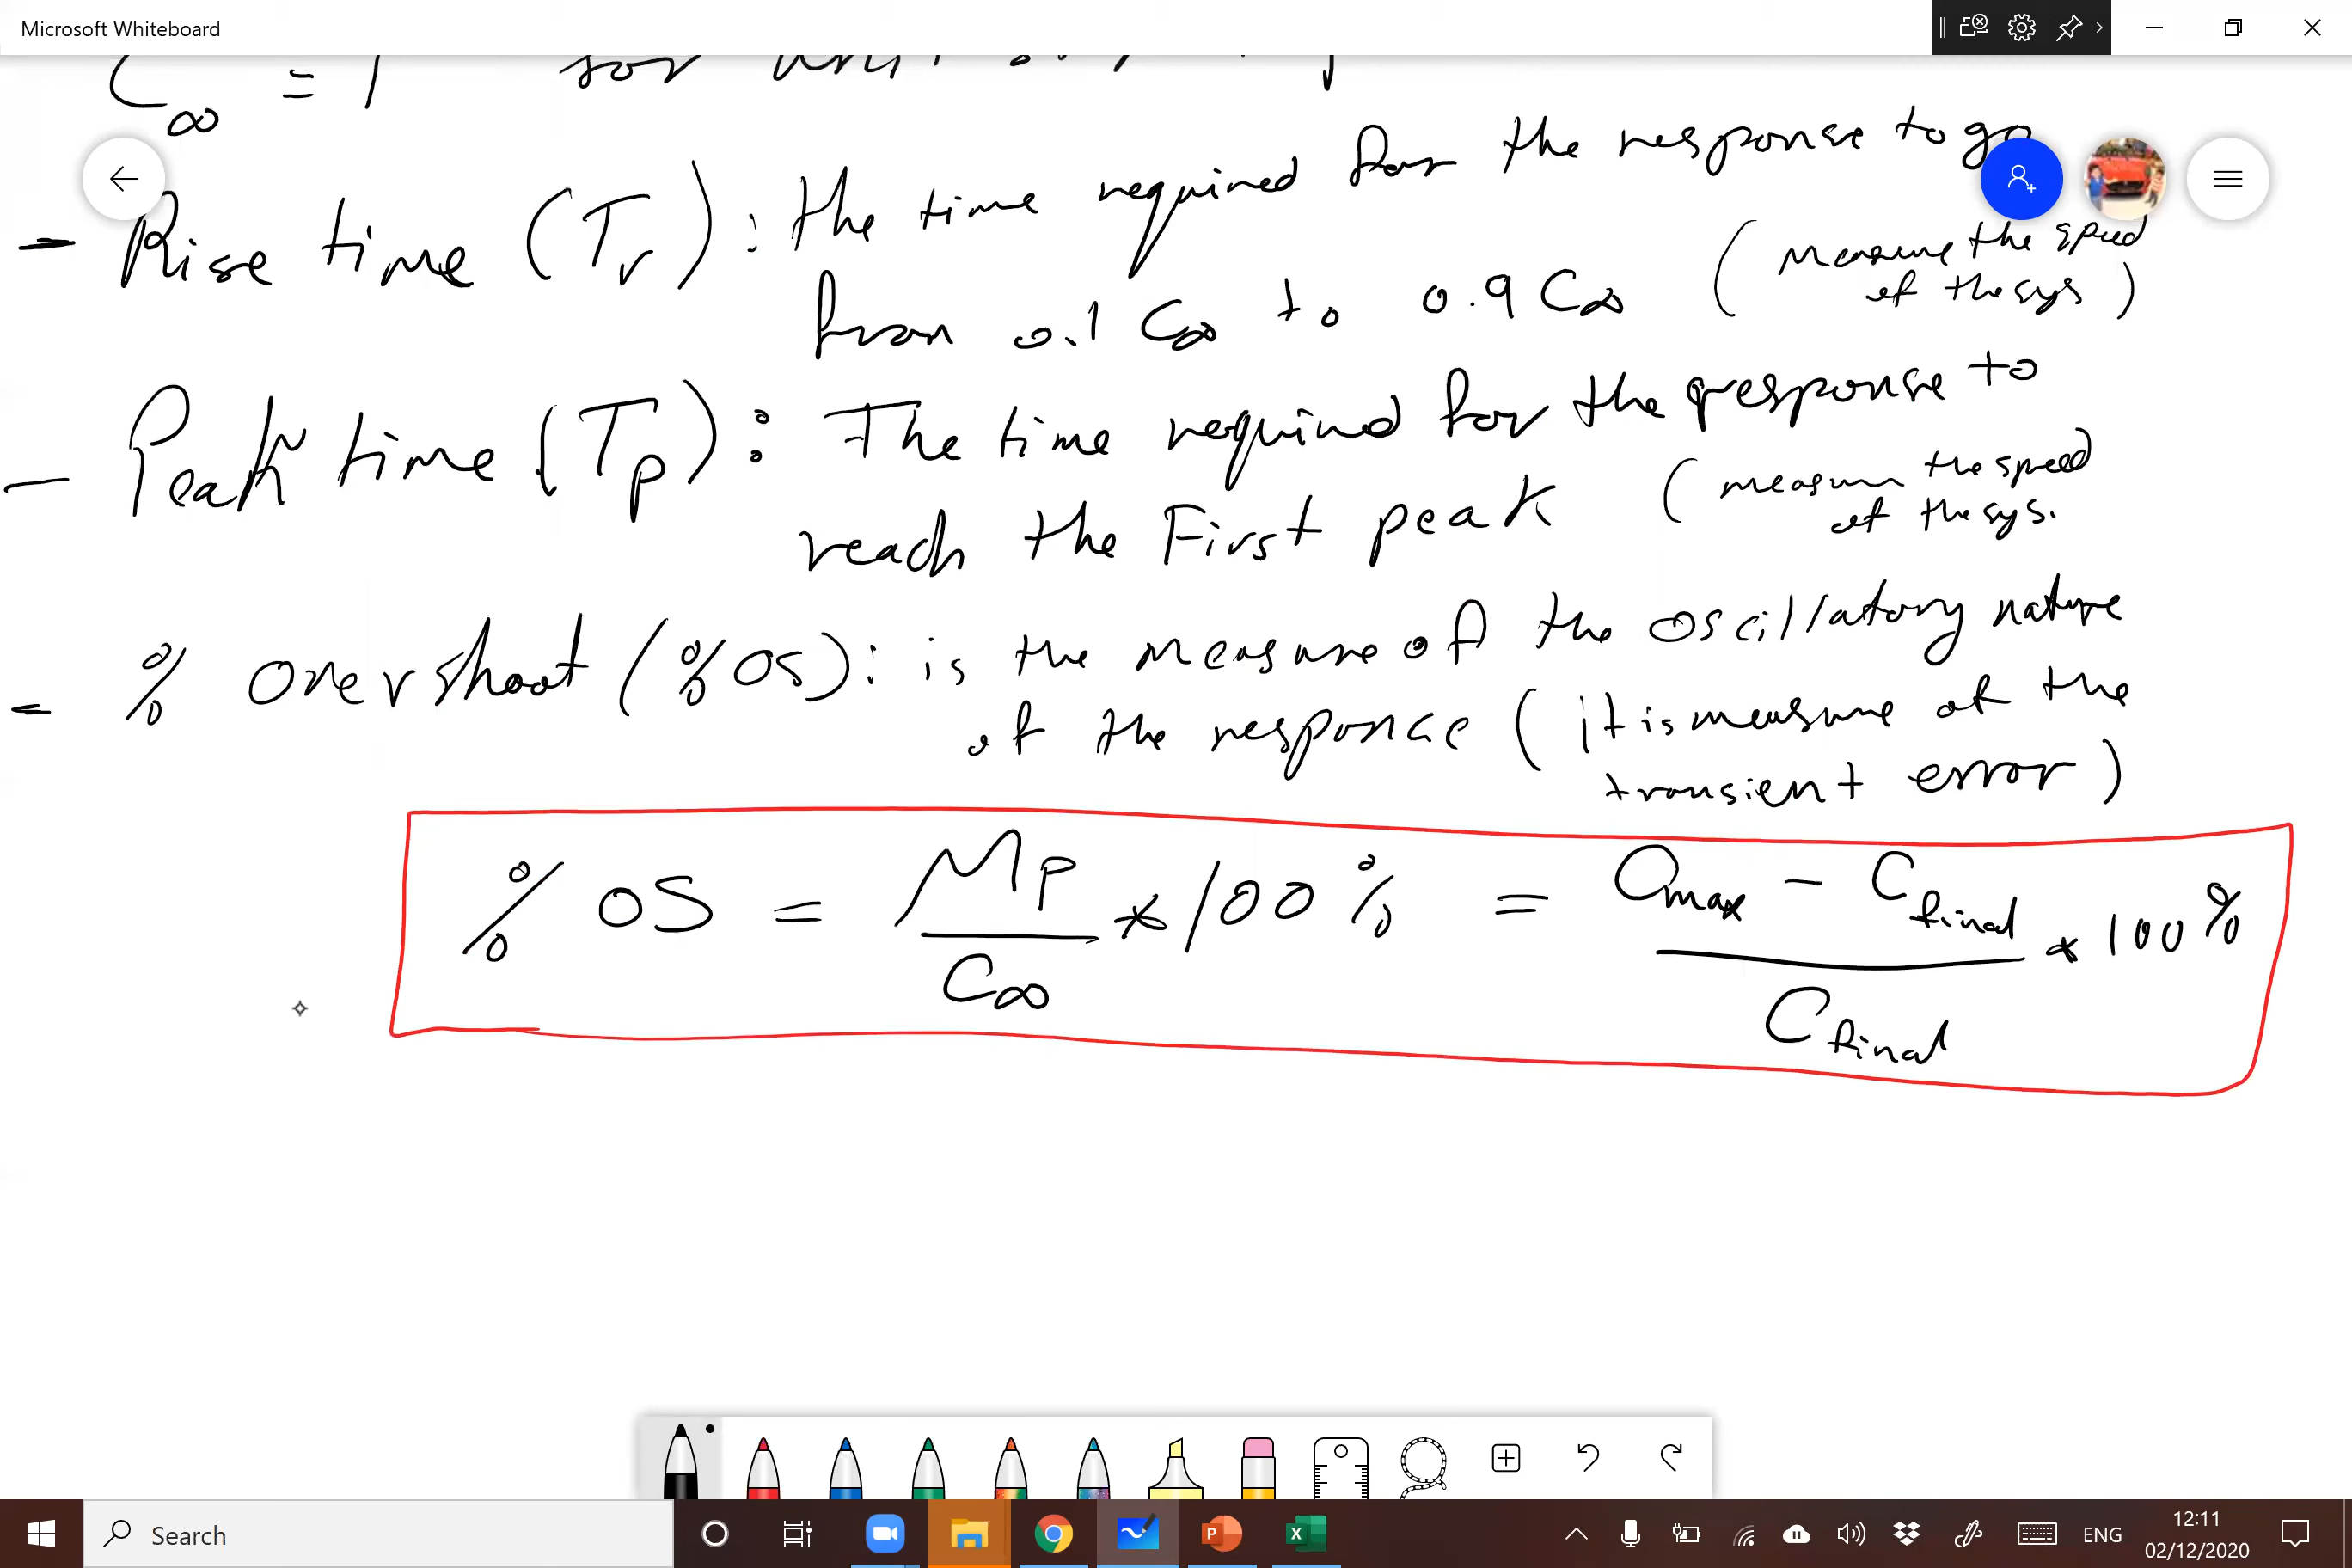 Microsoft Whiteboard
C∞ = 1 for unit
- Rise time (Tr) : the time required for the response to go
from 0.1 C∞ to 0.9 C∞ (measure the speed
of the sys)
- Peak time (Tp) : The time required for the response to
reach the First peak (measure the speed
of the sys.
- % overshoot (% OS) : is the measure of the oscillatory nature
of the response (it is measure of the
transient error)
% OS = Mp / C∞ * 100 % = Cmax - Cfinal / Cfinal * 100 %
Search
ENG
12:11
02/12/2020